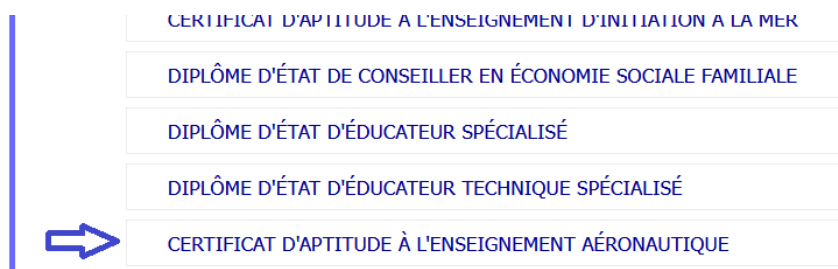 CERTIFICAT D'APTITUDE À L'ENSEIGNEMENT D'INITIATION À LA MER
DIPLÔME D'ÉTAT DE CONSEILLER EN ÉCONOMIE SOCIALE FAMILIALE
DIPLÔME D'ÉTAT D'ÉDUCATEUR SPÉCIALISÉ
DIPLÔME D'ÉTAT D'ÉDUCATEUR TECHNIQUE SPÉCIALISÉ
CERTIFICAT D'APTITUDE À L'ENSEIGNEMENT AÉRONAUTIQUE